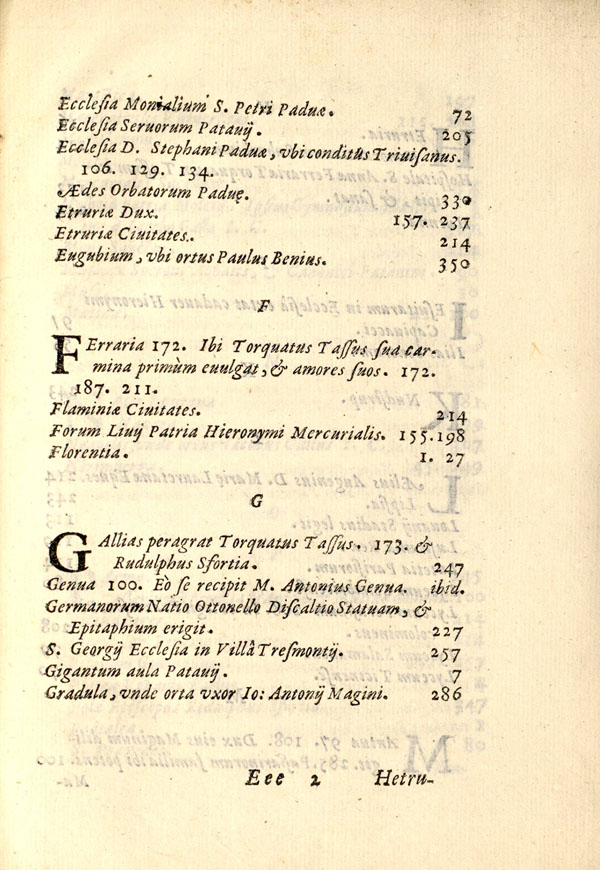 Eccleſia Monialium S. Petri Paduæ. 72
Eccleſia Seruorum Patauij. 205
Eccleſia D. Stephani Paduæ, vbi conditus Triuiſanus.
106. 129. 134.
Ædes Orbatorum Paduę. 330
Etruriæ Dux. 157. 237
Etruriæ Ciuitates. 214
Eugubium, vbi ortus Paulus Benius. 350
F
FErraria 172. Ibi Torquatus Taſſus ſua car-
mina primùm euulgat, & amores ſuos. 172.
187. 211.
Flaminiæ Ciuitates. 214
Forum Liuij Patria Hieronymi Mercurialis. 155.198
Florentia. 1. 27
G
GAllias peragrat Torquatus Taſſus. 173. &
Rudulphus Sfortia. 247
Genua 100. Eò ſe recipit M. Antonius Genua. ibid.
Germanorum Natio Ottonello Diſcaltio Statuam, &
Epitaphium erigit. 227
S. Georgij Eccleſia in Villâ Treſmontij. 257
Gigantum aula Patauij. 7
Gradula, vnde orta vxor Io: Antonij Magini. 286
Eee 2 Hetru-